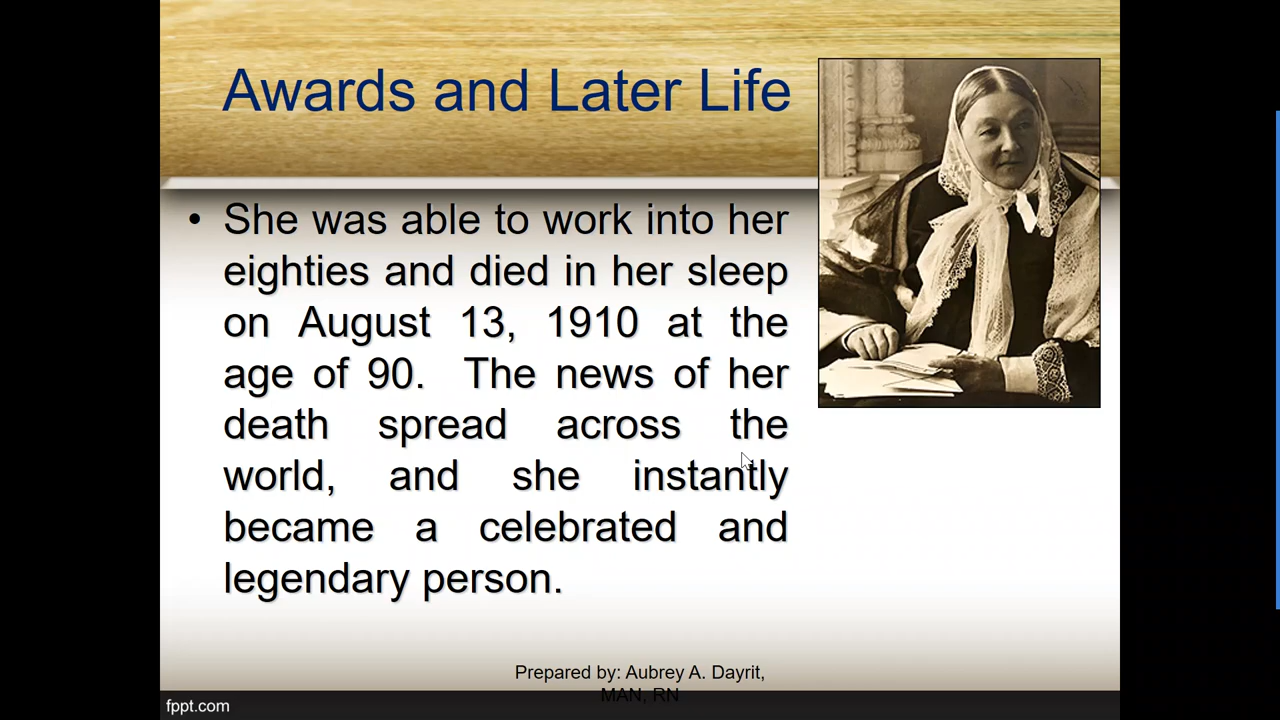 Awards and Later Life
• She was able to work into her
eighties and died in her sleep
on August 13, 1910 at the
age of 90. The news of her
death spread across the
world, and she instantly
became a celebrated and
legendary person.
Prepared by: Aubrey A. Dayrit,
MAN, RN
fppt.com